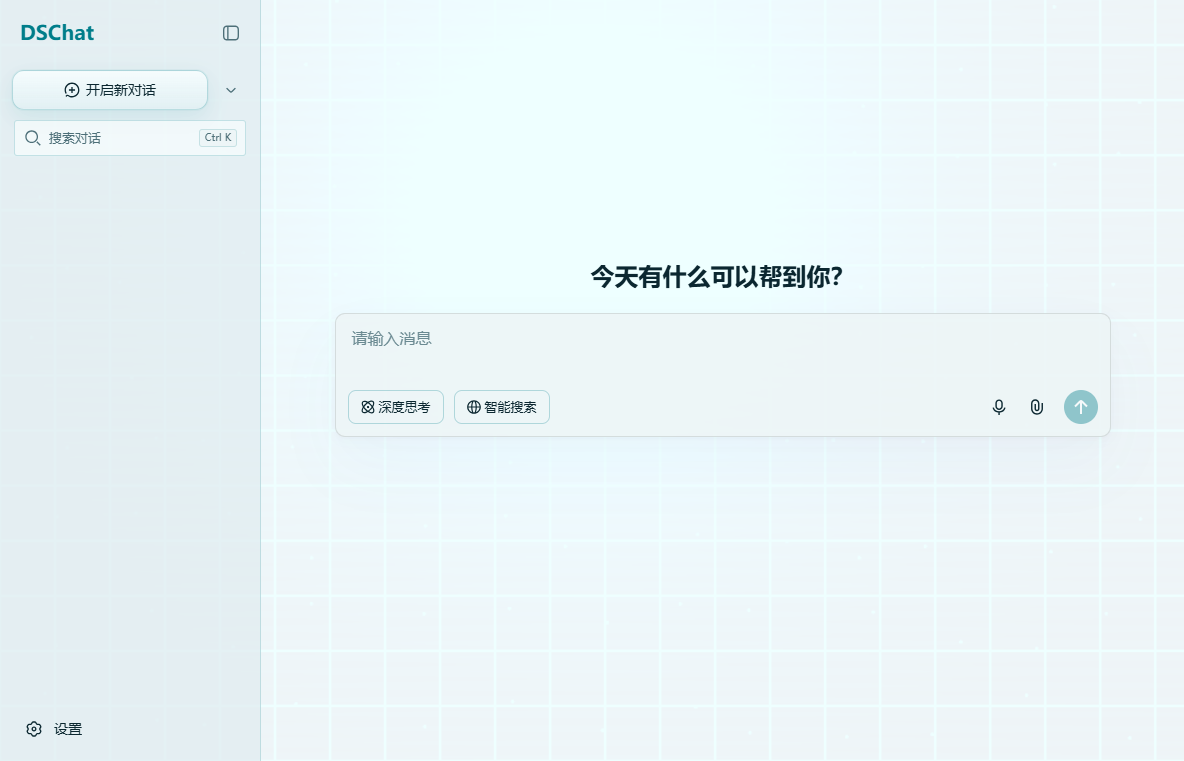 DSChat
开启新对话
搜索对话 Ctrl K
今天有什么可以帮到你?
请输入消息
深度思考 智能搜索
设置